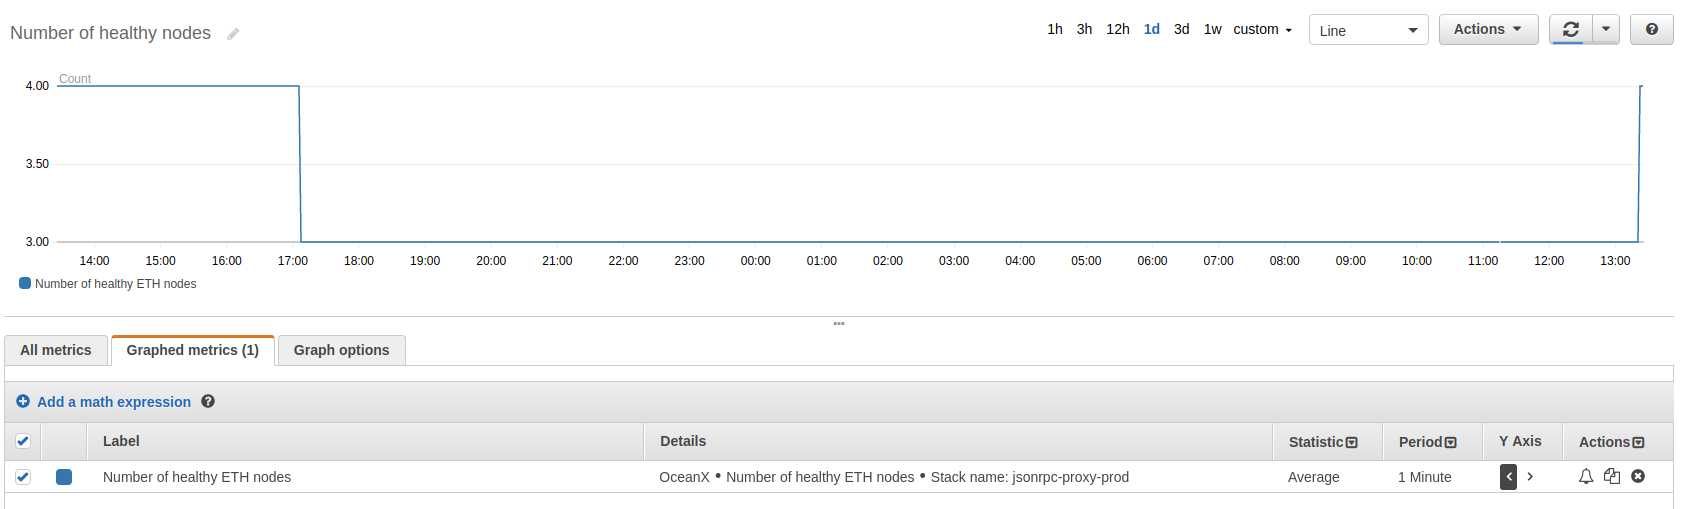 Number of healthy nodes
1h 3h 12h 1d 3d 1w custom
Line
Actions
Count
4.00
3.50
3.00
14:00 15:00 16:00 17:00 18:00 19:00 20:00 21:00 22:00 23:00 00:00 01:00 02:00 03:00 04:00 05:00 06:00 07:00 08:00 09:00 10:00 11:00 12:00 13:00
Number of healthy ETH nodes
All metrics Graphed metrics (1) Graph options
Add a math expression
Label Details Statistic Period Y Axis Actions
Number of healthy ETH nodes OceanX • Number of healthy ETH nodes • Stack name: jsonrpc-proxy-prod Average 1 Minute